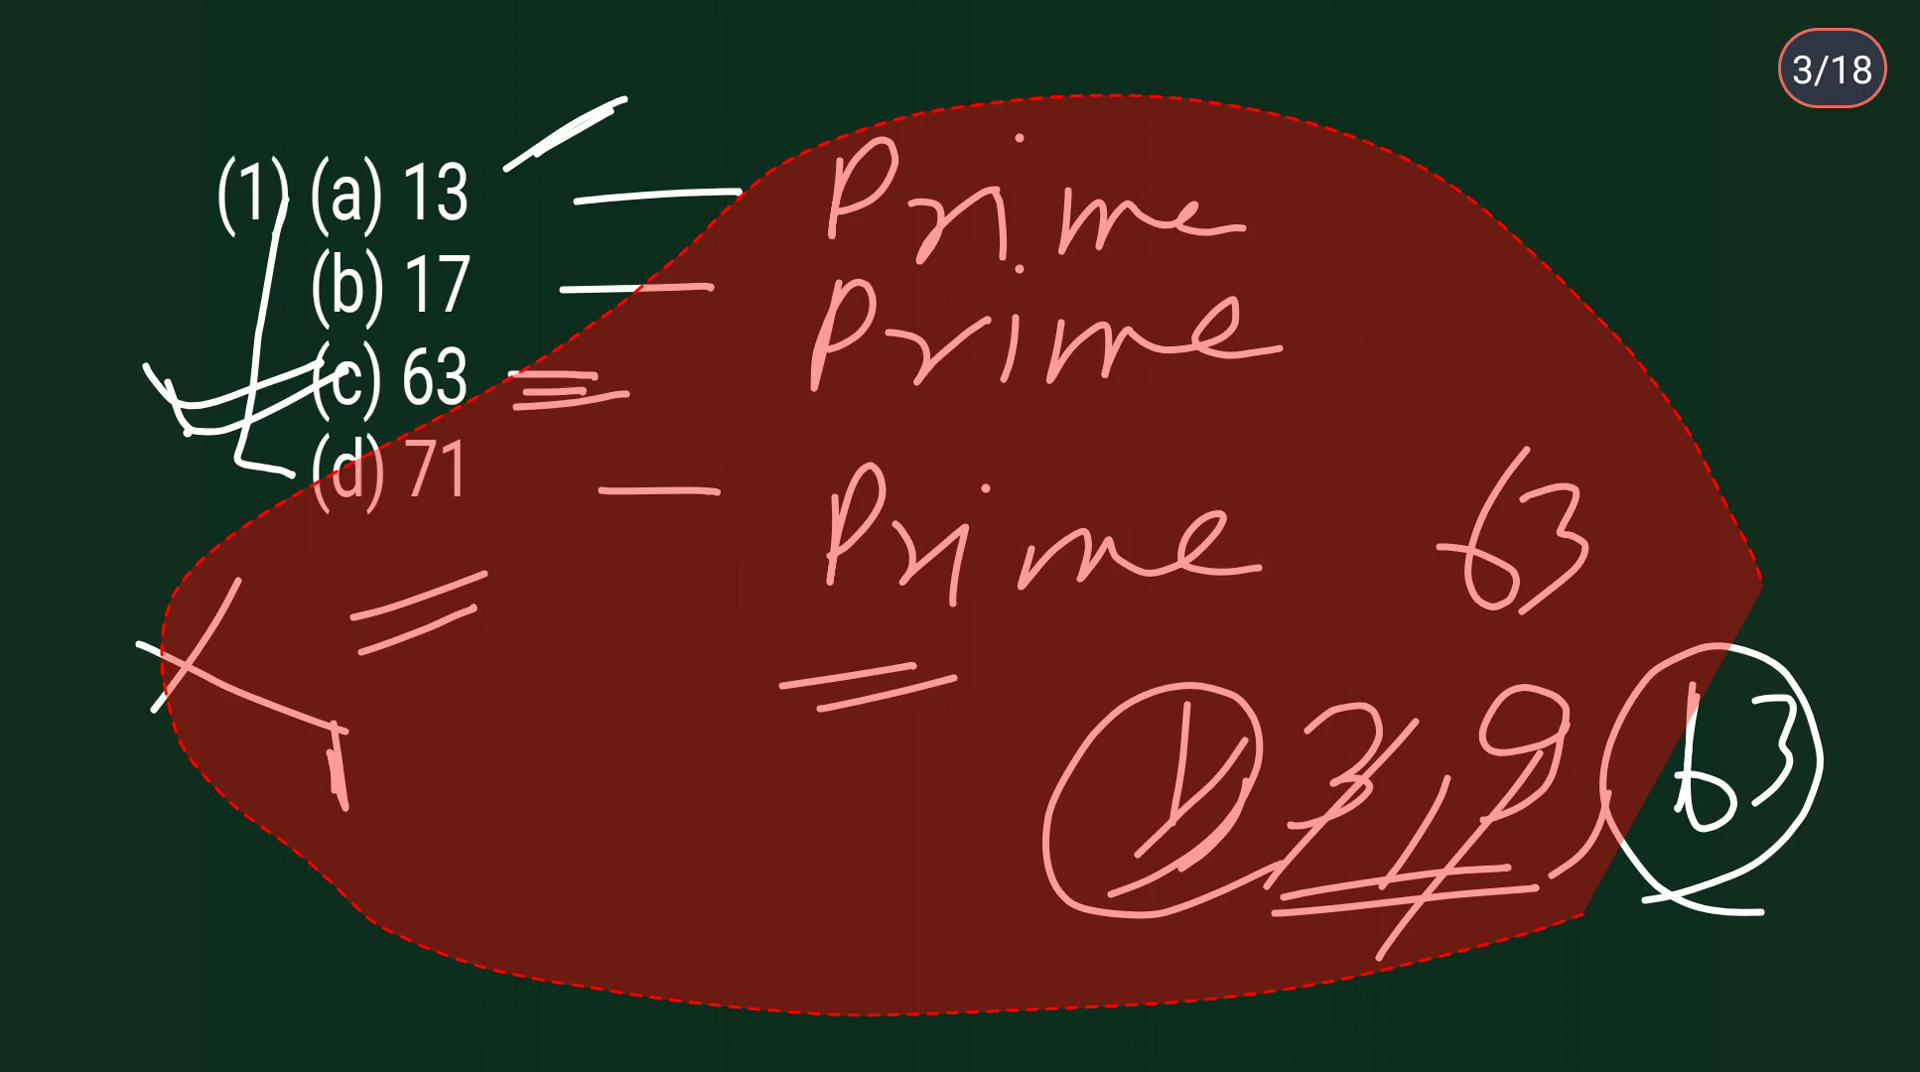 3/18
(1) (a) 13 Prime
(b) 17 Prime
(c) 63
(d) 71 Prime 63
1 3, 9, 63